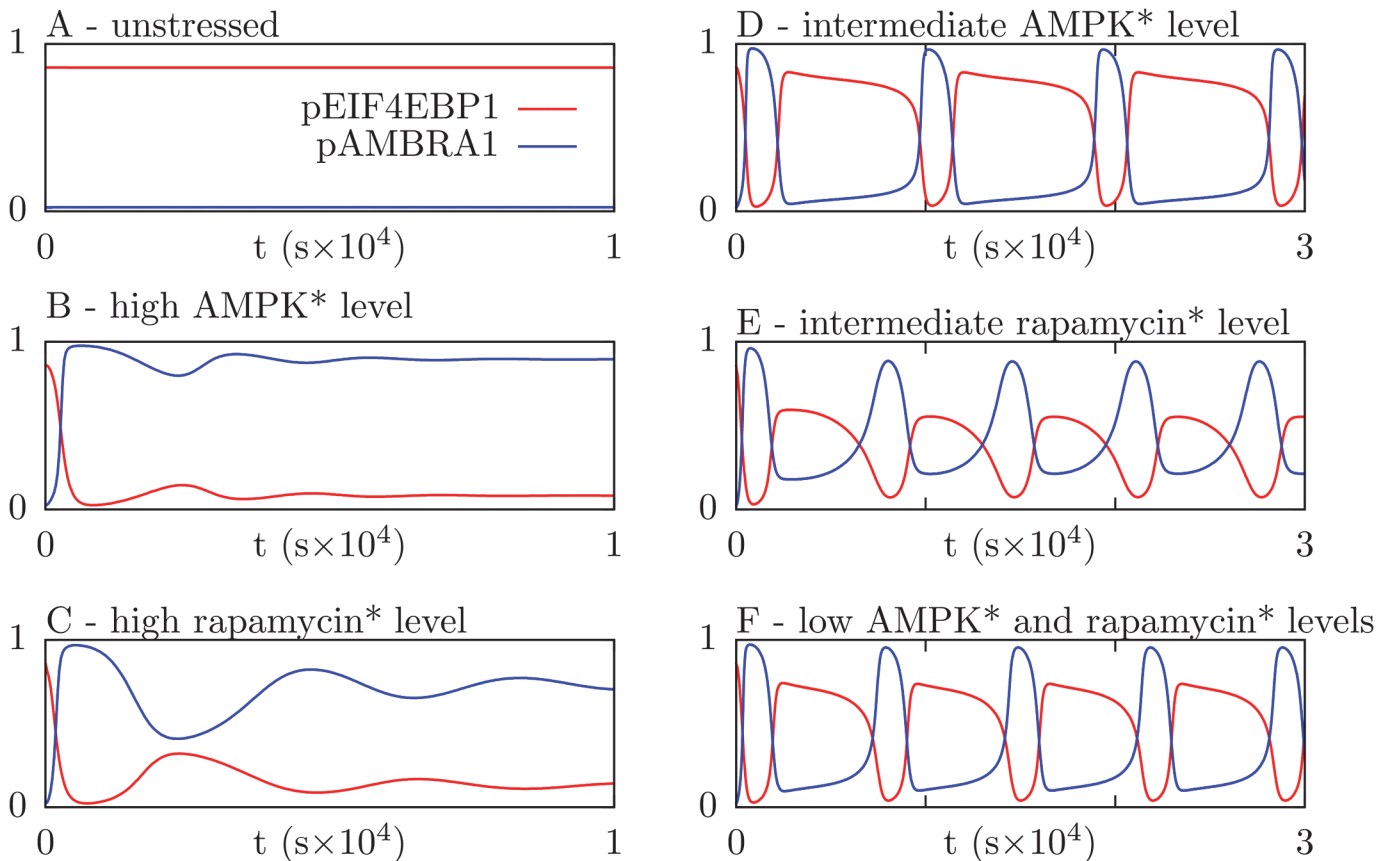 A - unstressed
1
pEIF4EBP1
pAMBRA1
0
0 t (s×10⁴) 1
B - high AMPK* level
1
0
0 t (s×10⁴) 1
C - high rapamycin* level
1
0
0 t (s×10⁴) 1
D - intermediate AMPK* level
1
0
0 t (s×10⁴) 3
E - intermediate rapamycin* level
1
0
0 t (s×10⁴) 3
F - low AMPK* and rapamycin* levels
1
0
0 t (s×10⁴) 3